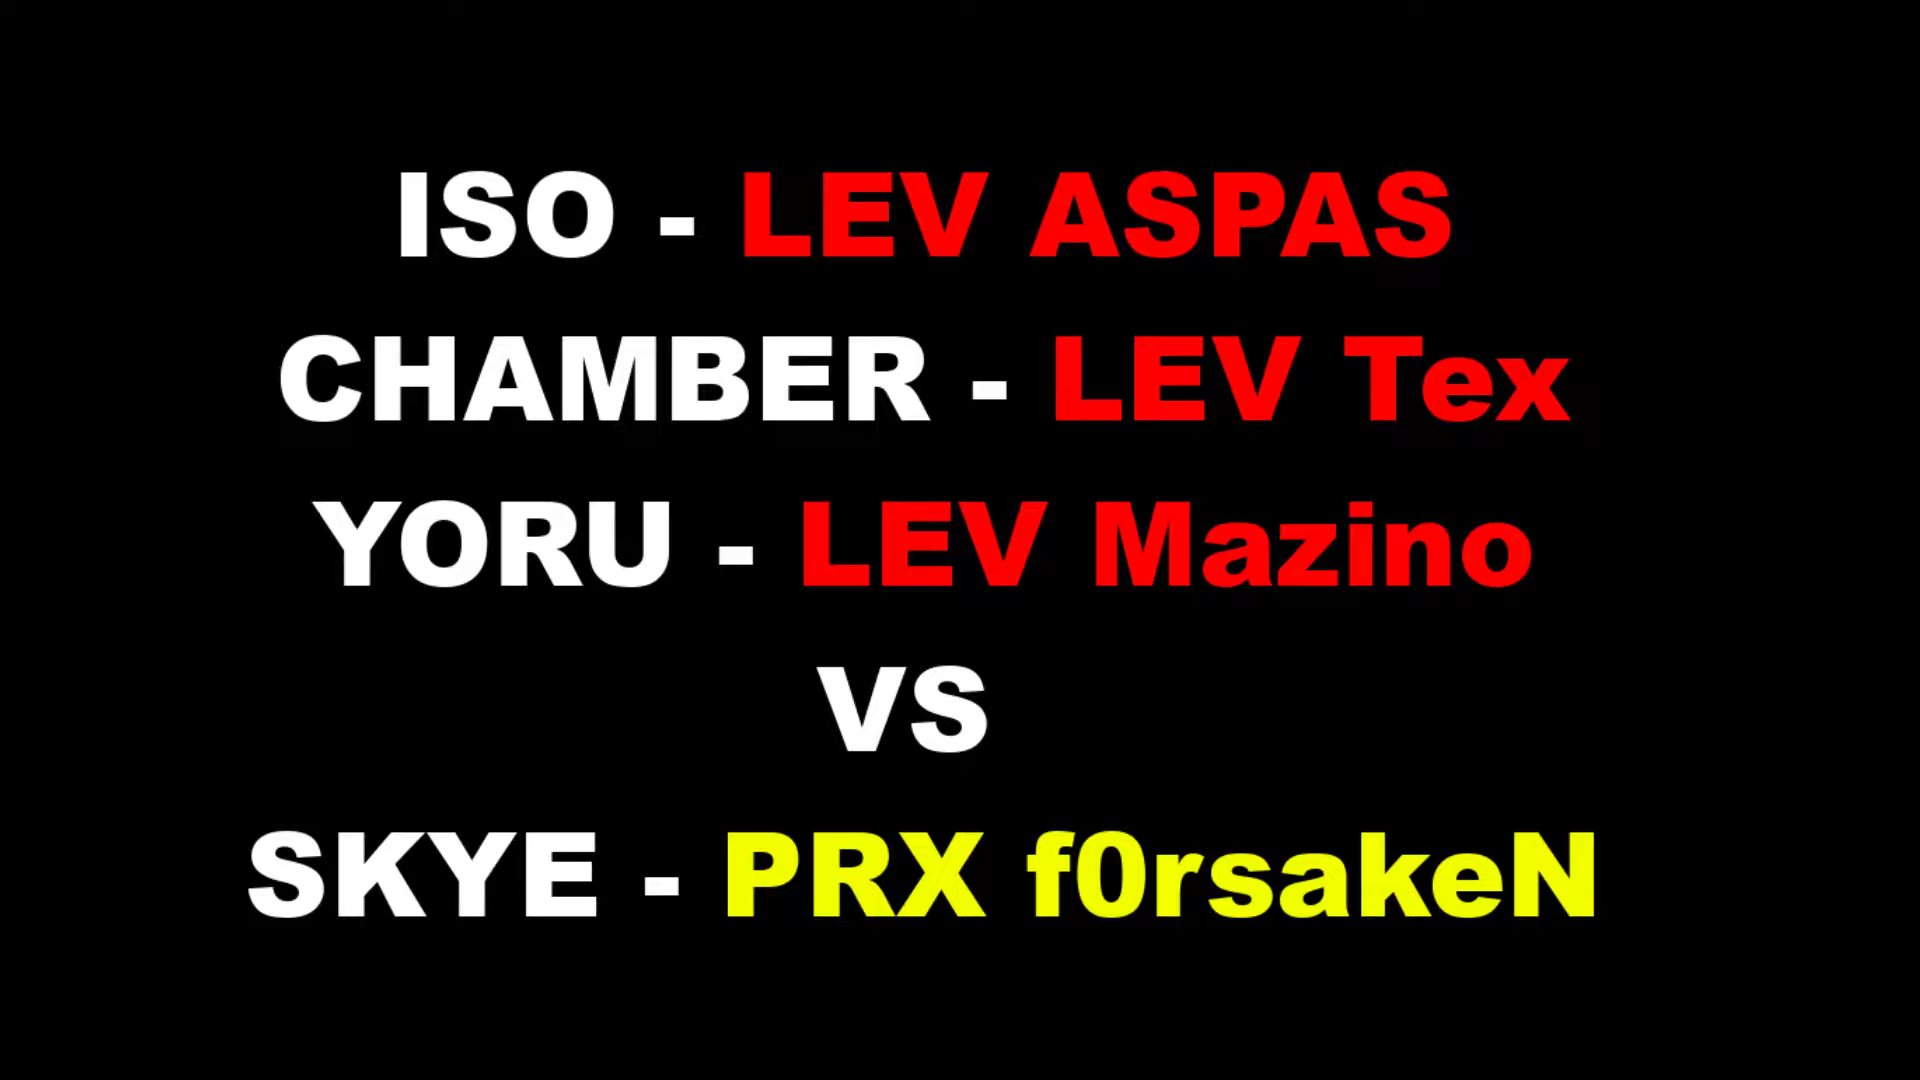 ISO - LEV ASPAS
CHAMBER - LEV Tex
YORU - LEV Mazino
VS
SKYE - PRX f0rsakeN